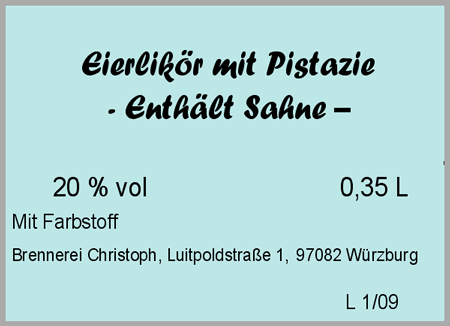 Eierlikör mit Pistazie
- Enthält Sahne –
20 % vol 0,35 L
Mit Farbstoff
Brennerei Christoph, Luitpoldstraße 1, 97082 Würzburg
L 1/09